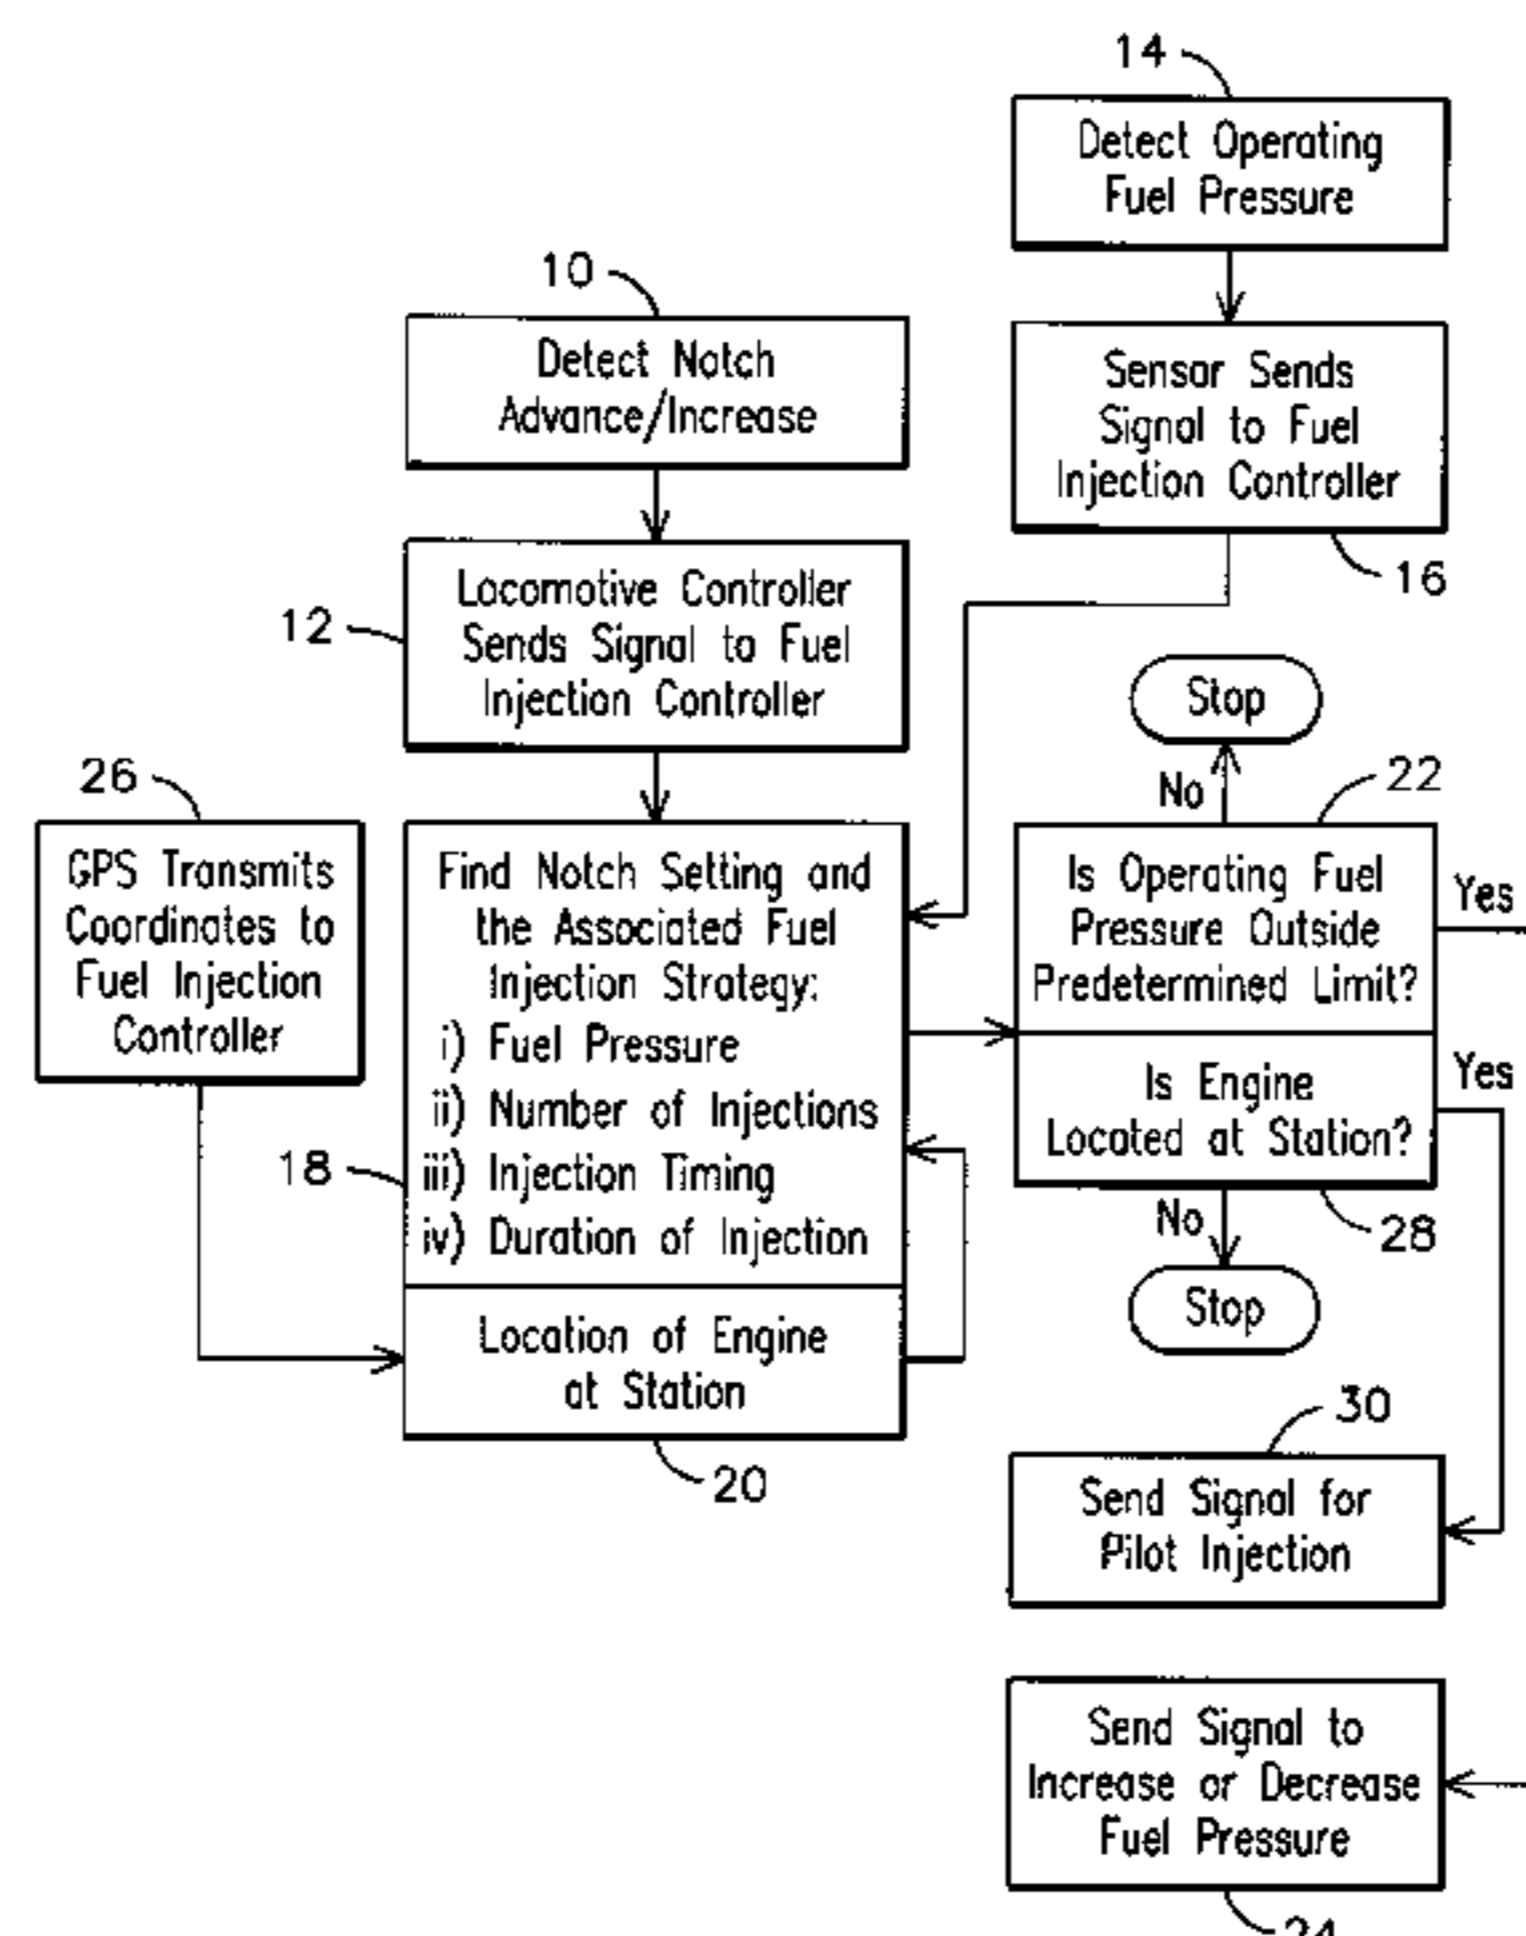 14
Detect Operating
Fuel Pressure
10
Detect Notch
Advance/Increase
Sensor Sends
Signal to Fuel
Injection Controller
16
12
Locomotive Controller
Sends Signal to Fuel
Injection Controller
Stop
No
22
26
GPS Transmits
Coordinates to
Fuel Injection
Controller
Find Notch Setting and
the Associated Fuel
Injection Strategy:
i) Fuel Pressure
ii) Number of Injections
iii) Injection Timing
iv) Duration of Injection
18
Location of Engine
at Station
20
Is Operating Fuel
Pressure Outside
Predetermined Limit?
Yes
Is Engine
Located at Station?
Yes
No
28
Stop
30
Send Signal for
Pilot Injection
Send Signal to
Increase or Decrease
Fuel Pressure
24